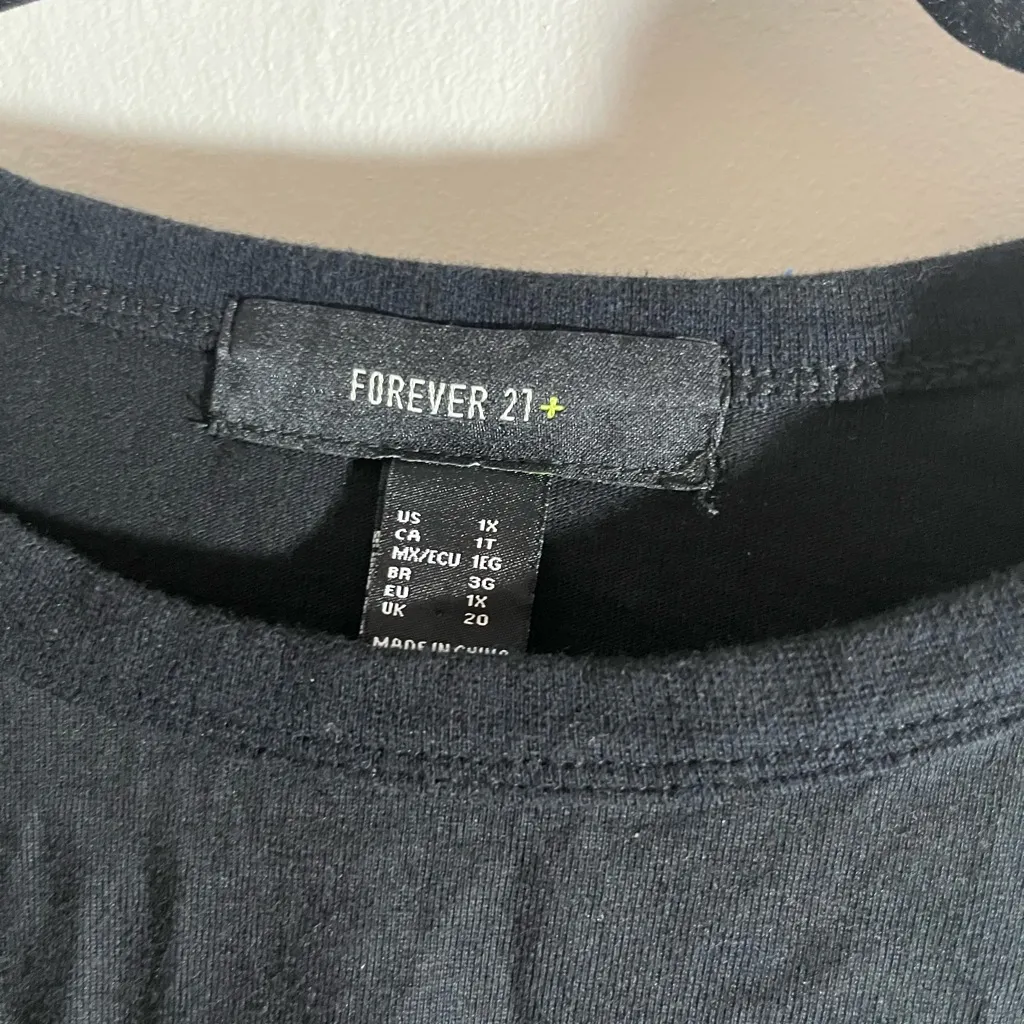 FOREVER 21+
US 1X
CA 1T
MX/ECU 1EG
BR 3G
EU 1X
UK 20
MADE IN CHINA